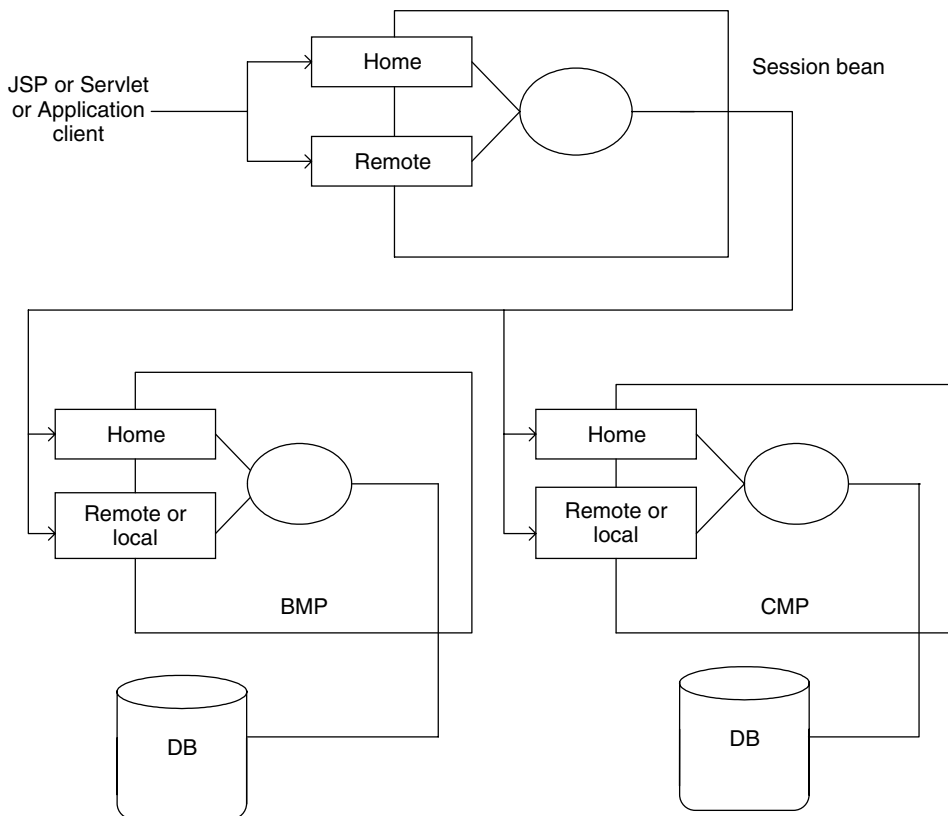 Home
Session bean
JSP or Servlet
or Application
client
Remote
Home
Remote or
local
BMP
DB
Home
Remote or
local
CMP
DB